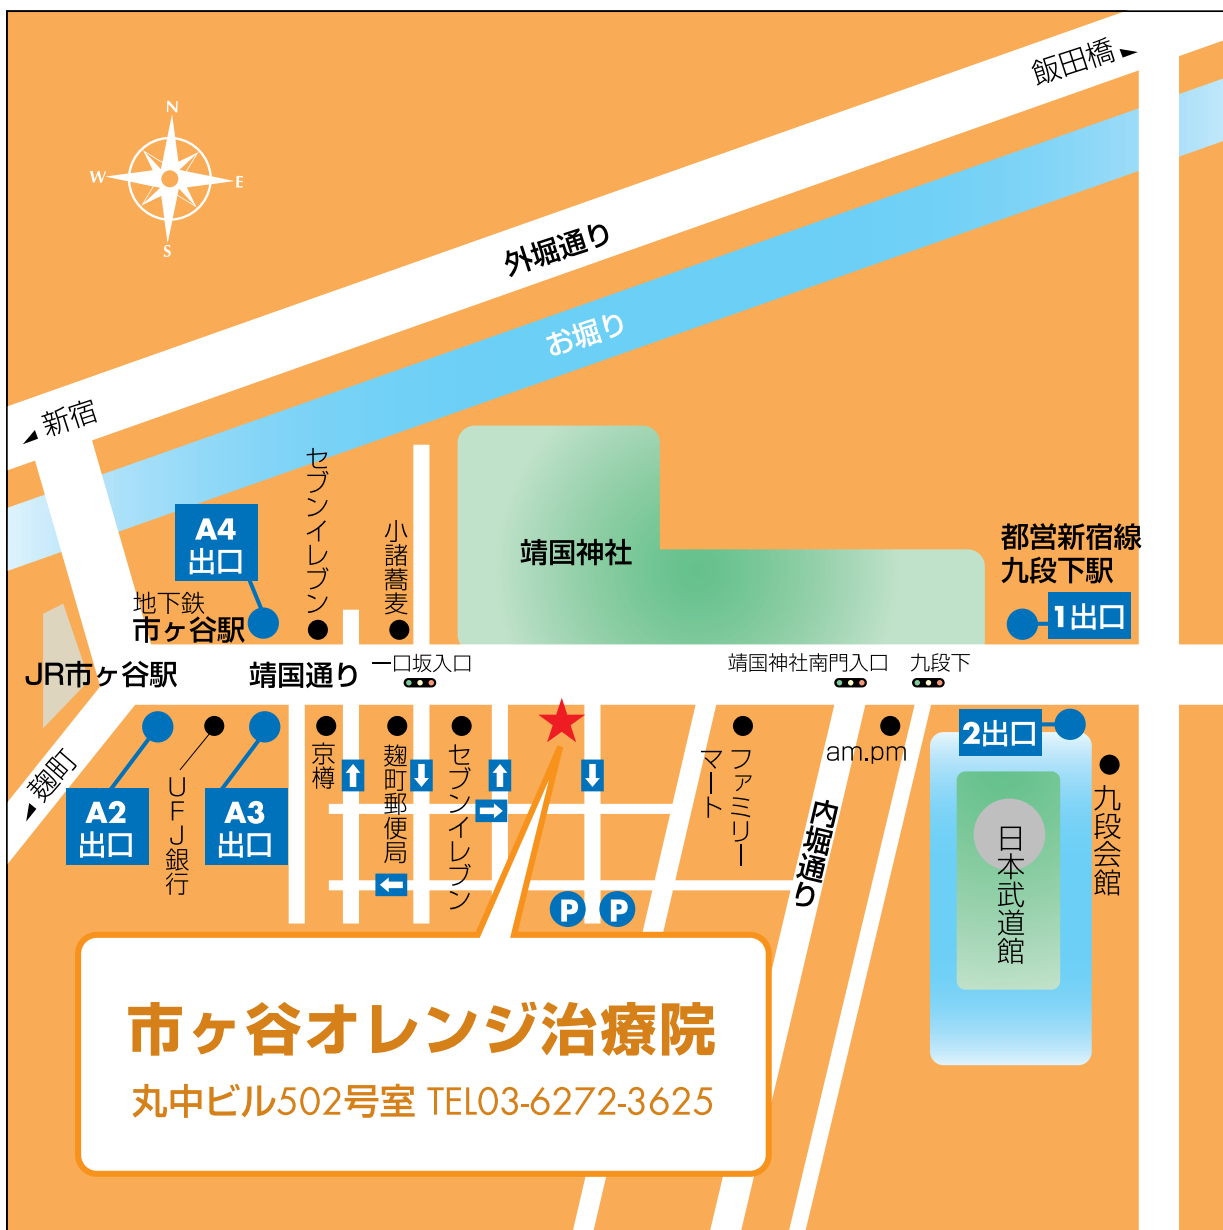 飯田橋
N
W
E
S
外堀通り
お堀り
新宿
セブンイレブン
小諸蕎麦
A4
出口
靖国神社
都営新宿線
九段下駅
1出口
地下鉄
市ヶ谷駅
JR市ヶ谷駅
靖国通り
一口坂入口
靖国神社南門入口
九段下
麹町
A2
出口
UFJ銀行
A3
出口
京樽
麹町郵便局
セブンイレブン
ファミリー
マート
am.pm
内堀通り
2出口
九段会館
日本武道館
P
P
市ヶ谷オレンジ治療院
丸中ビル502号室 TEL03-6272-3625